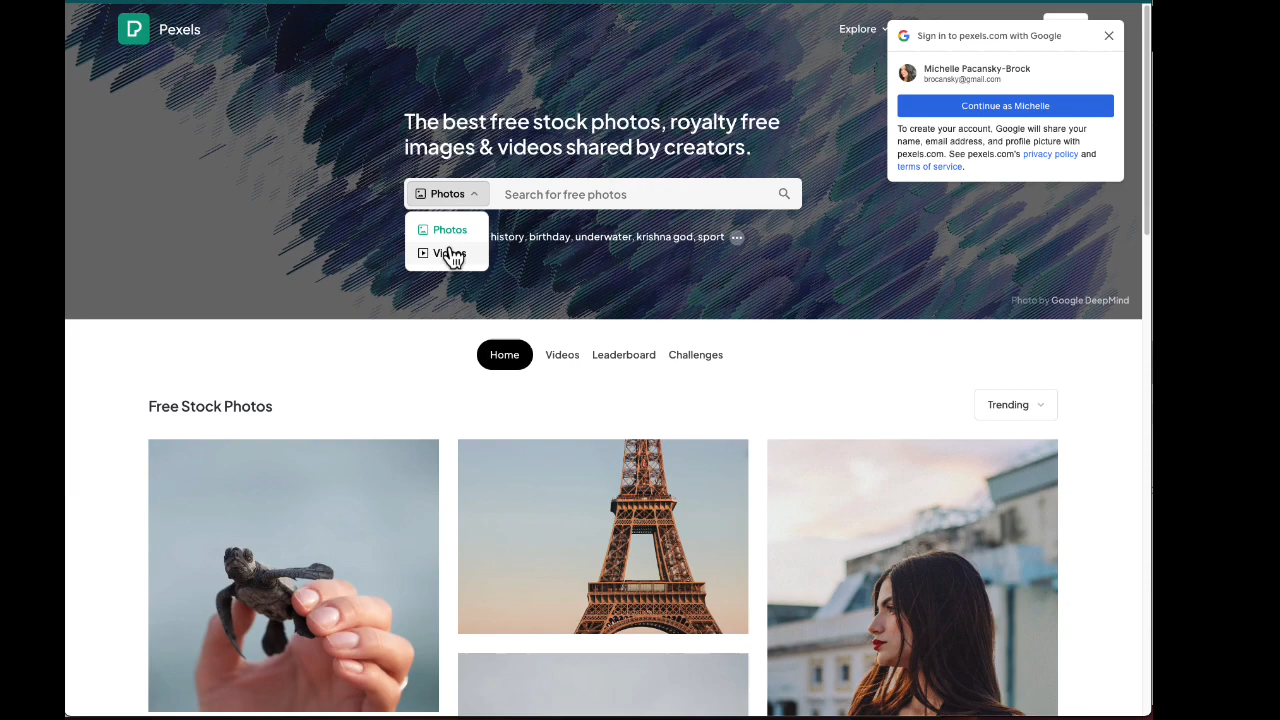 Pexels
Explore
Sign in to pexels.com with Google
Michelle Pacansky-Brock
brocansky@gmail.com
Continue as Michelle
To create your account, Google will share your
name, email address, and profile picture with
pexels.com. See pexels.com's privacy policy and
terms of service.
The best free stock photos, royalty free
images & videos shared by creators.
Photos
Search for free photos
Photos
history, birthday, underwater, krishna god, sport
Videos
Photo by Google DeepMind
Home
Videos
Leaderboard
Challenges
Free Stock Photos
Trending